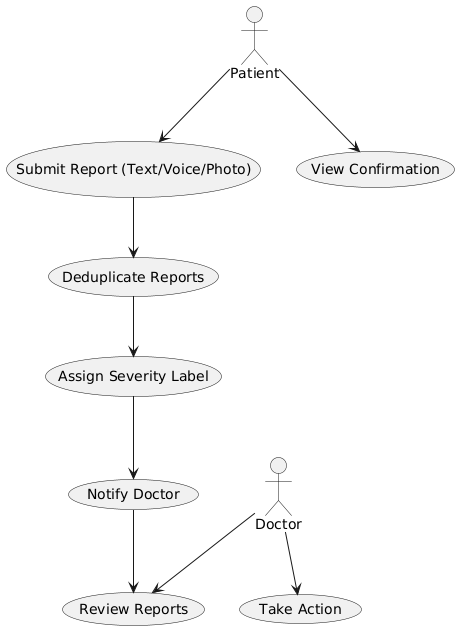 Patient
Submit Report (Text/Voice/Photo)
View Confirmation
Deduplicate Reports
Assign Severity Label
Notify Doctor
Doctor
Review Reports
Take Action